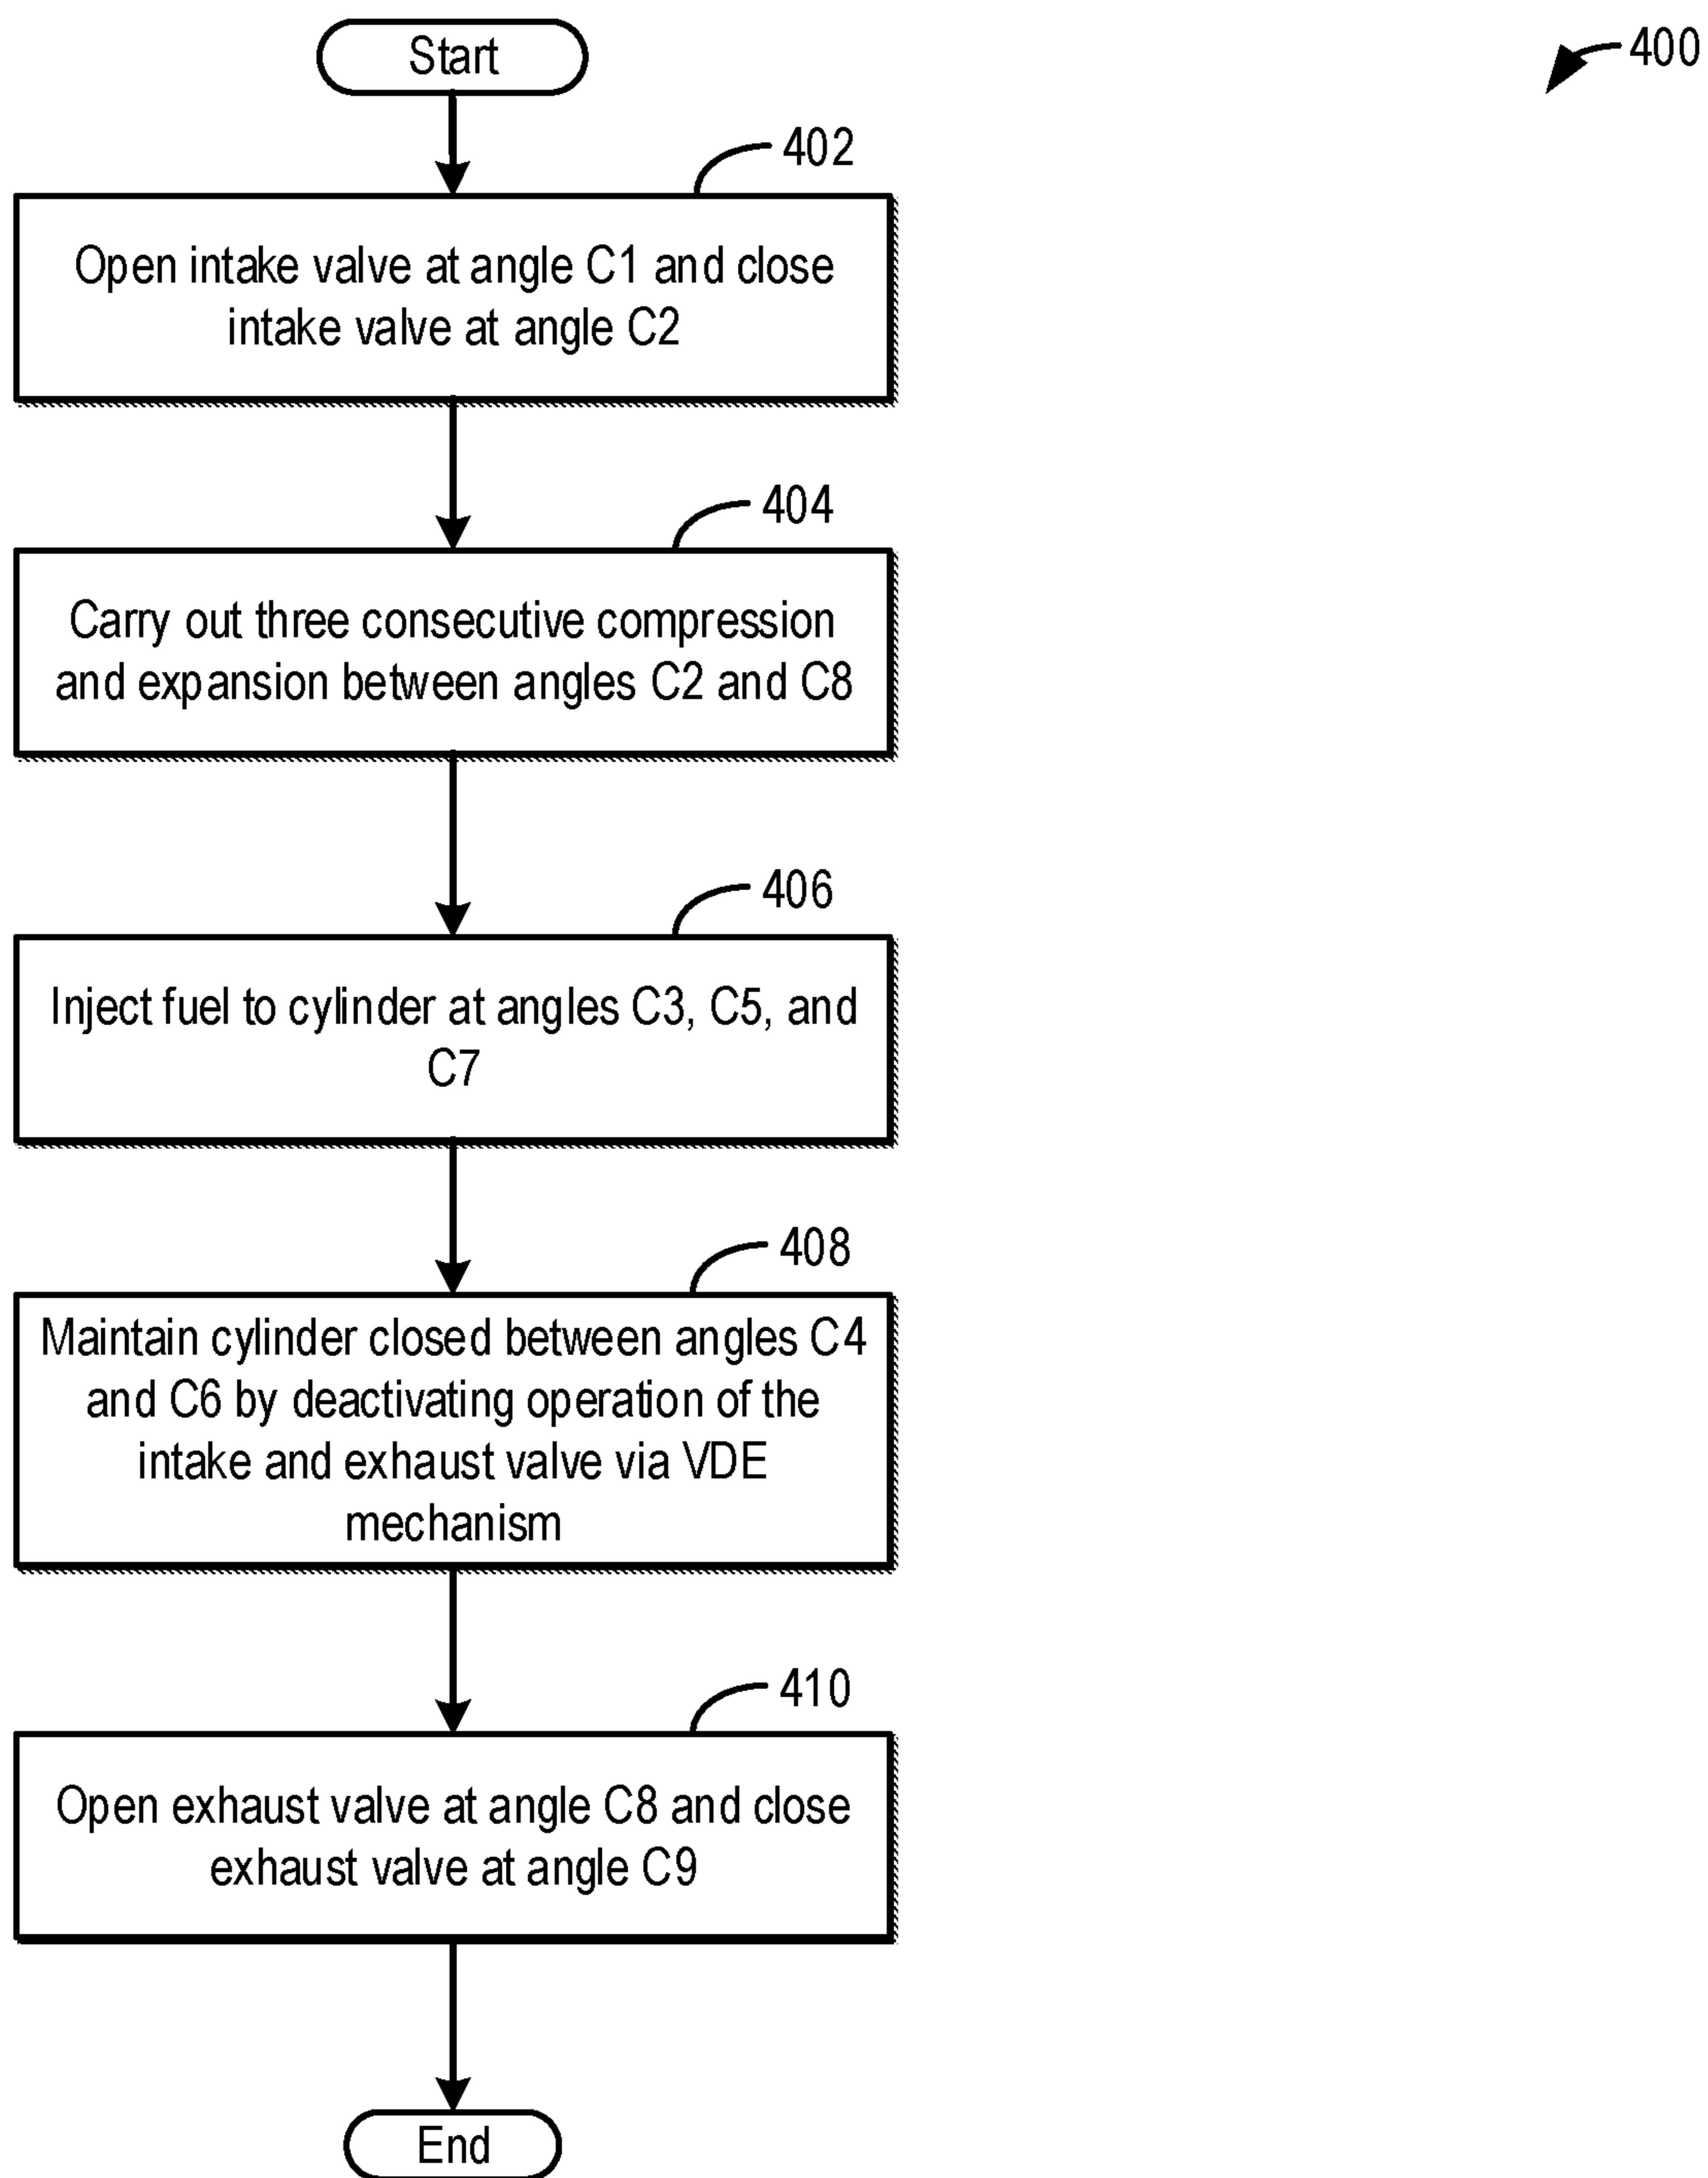 Start
400
402
Open intake valve at angle C1 and close
intake valve at angle C2
404
Carry out three consecutive compression
and expansion between angles C2 and C8
406
Inject fuel to cylinder at angles C3, C5, and
C7
408
Maintain cylinder closed between angles C4
and C6 by deactivating operation of the
intake and exhaust valve via VDE
mechanism
410
Open exhaust valve at angle C8 and close
exhaust valve at angle C9
End